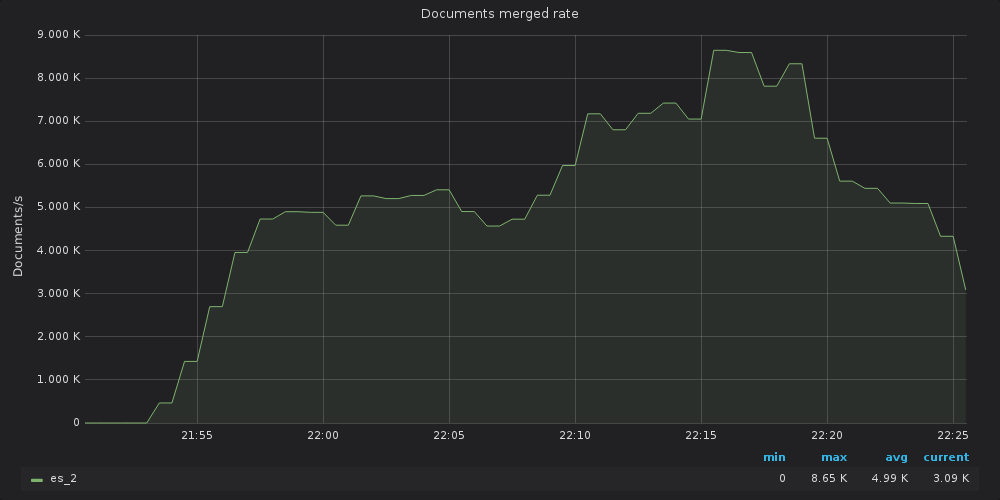 Documents merged rate
9.000 K
8.000 K
7.000 K
6.000 K
5.000 K
4.000 K
3.000 K
2.000 K
1.000 K
0
Documents/s
21:55 22:00 22:05 22:10 22:15 22:20 22:25
min max avg current
es_2 0 8.65 K 4.99 K 3.09 K